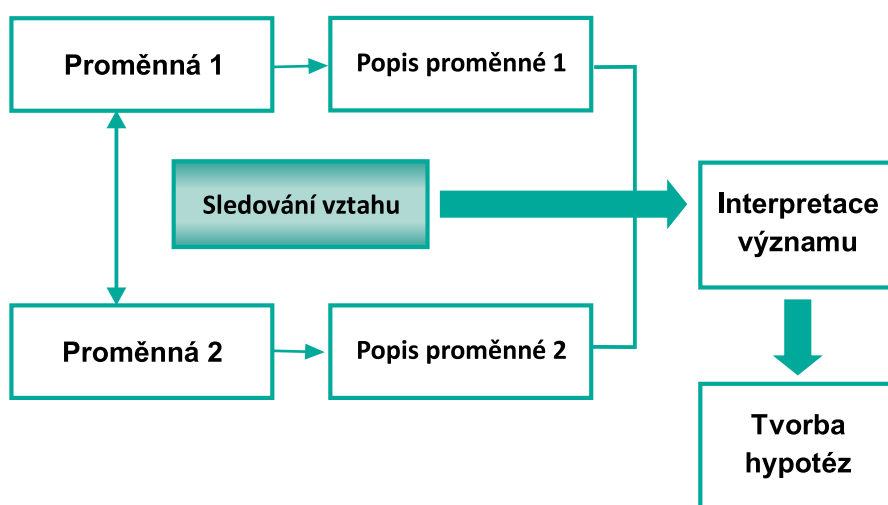 Proměnná 1
Popis proměnné 1
Sledování vztahu
Interpretace
významu
Proměnná 2
Popis proměnné 2
Tvorba
hypotéz